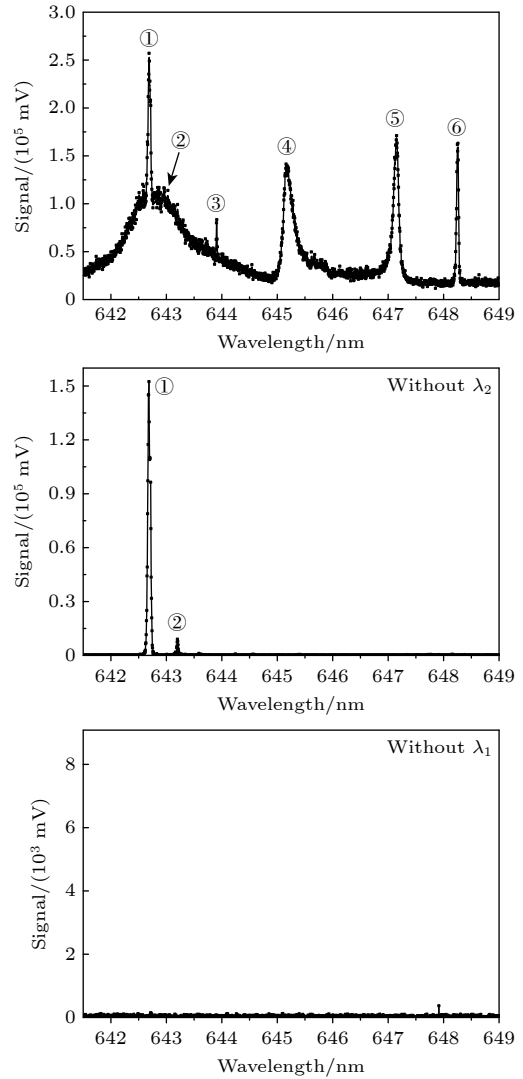 3.0
2.5
2.0
1.5
1.0
0.5
0
Signal/(10⁵ mV)
① ② ③ ④ ⑤ ⑥
642 643 644 645 646 647 648 649
Wavelength/nm
Without λ₂
1.5
1.2
0.9
0.6
0.3
0
Signal/(10⁵ mV)
① ②
642 643 644 645 646 647 648 649
Wavelength/nm
Without λ₁
8
6
4
2
0
Signal/(10³ mV)
642 643 644 645 646 647 648 649
Wavelength/nm